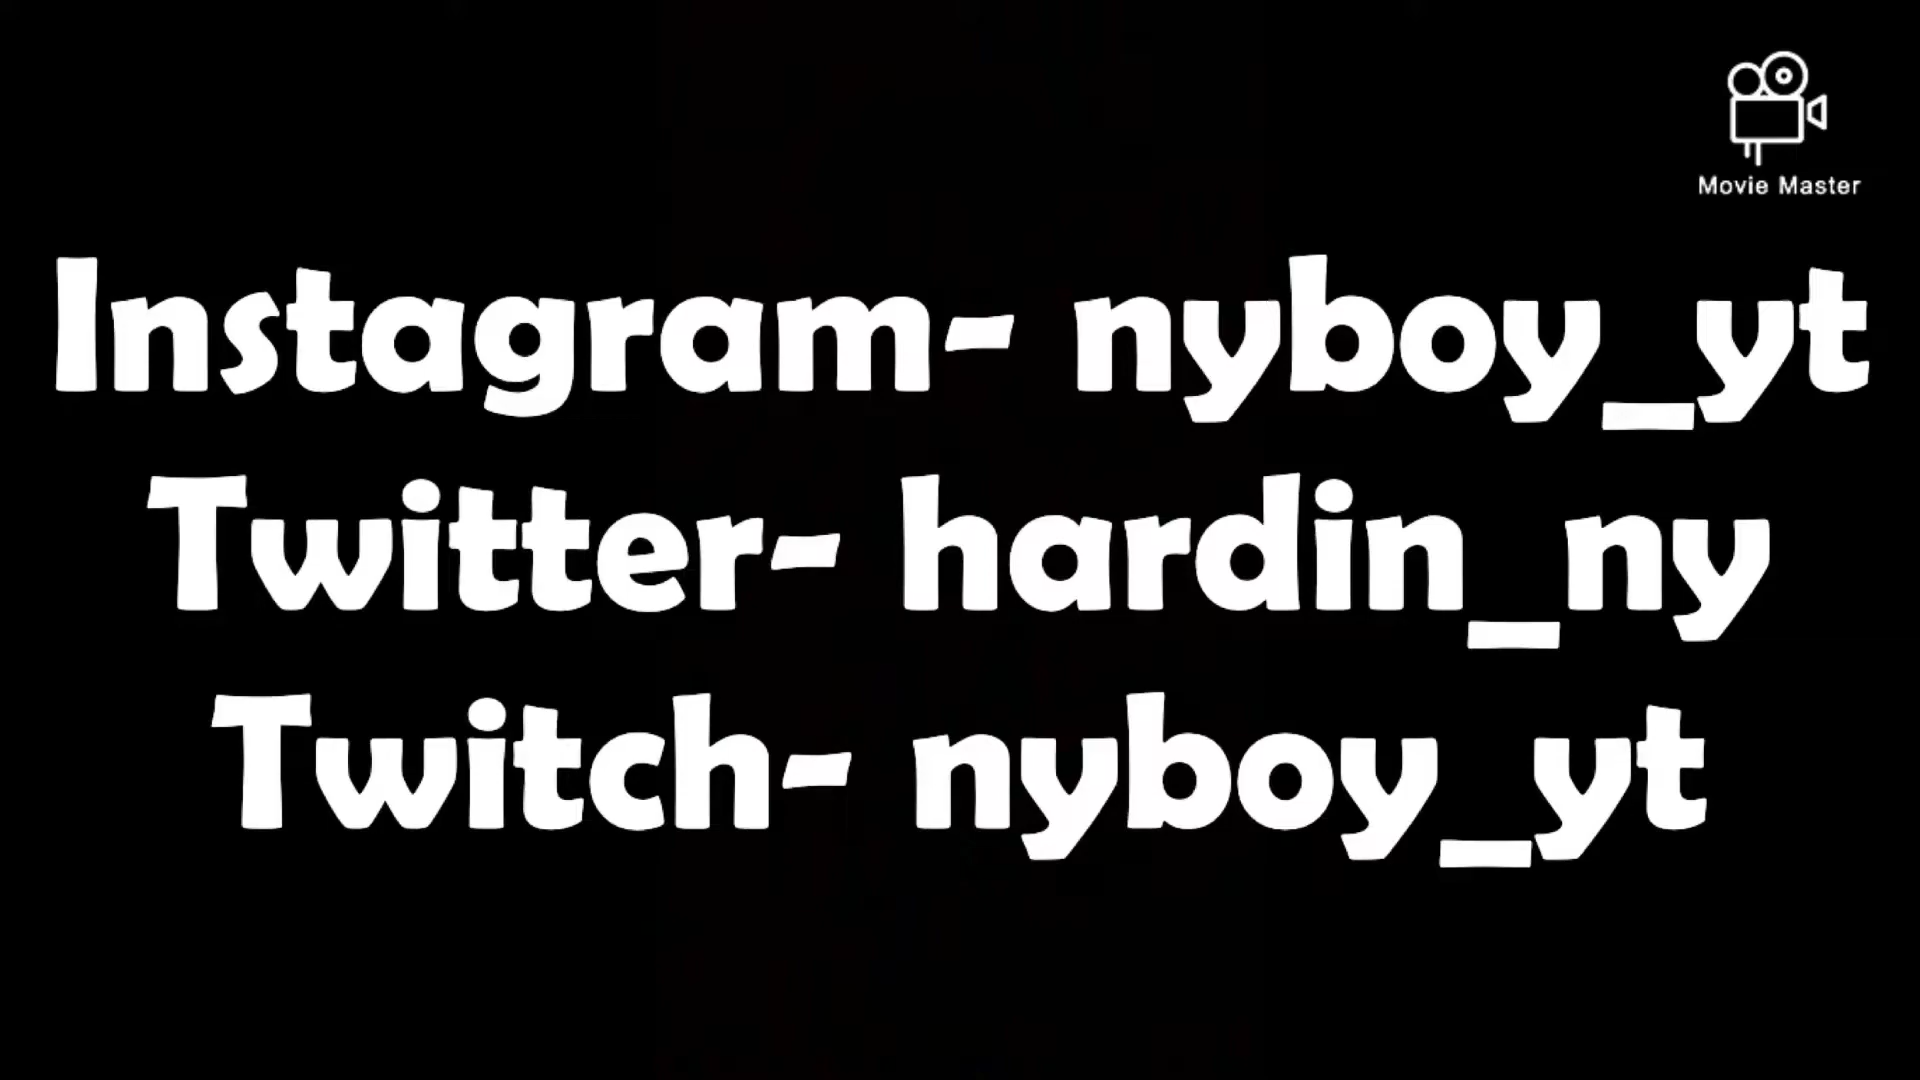 Movie Master
Instagram- nyboy_yt
Twitter- hardin_ny
Twitch- nyboy_yt